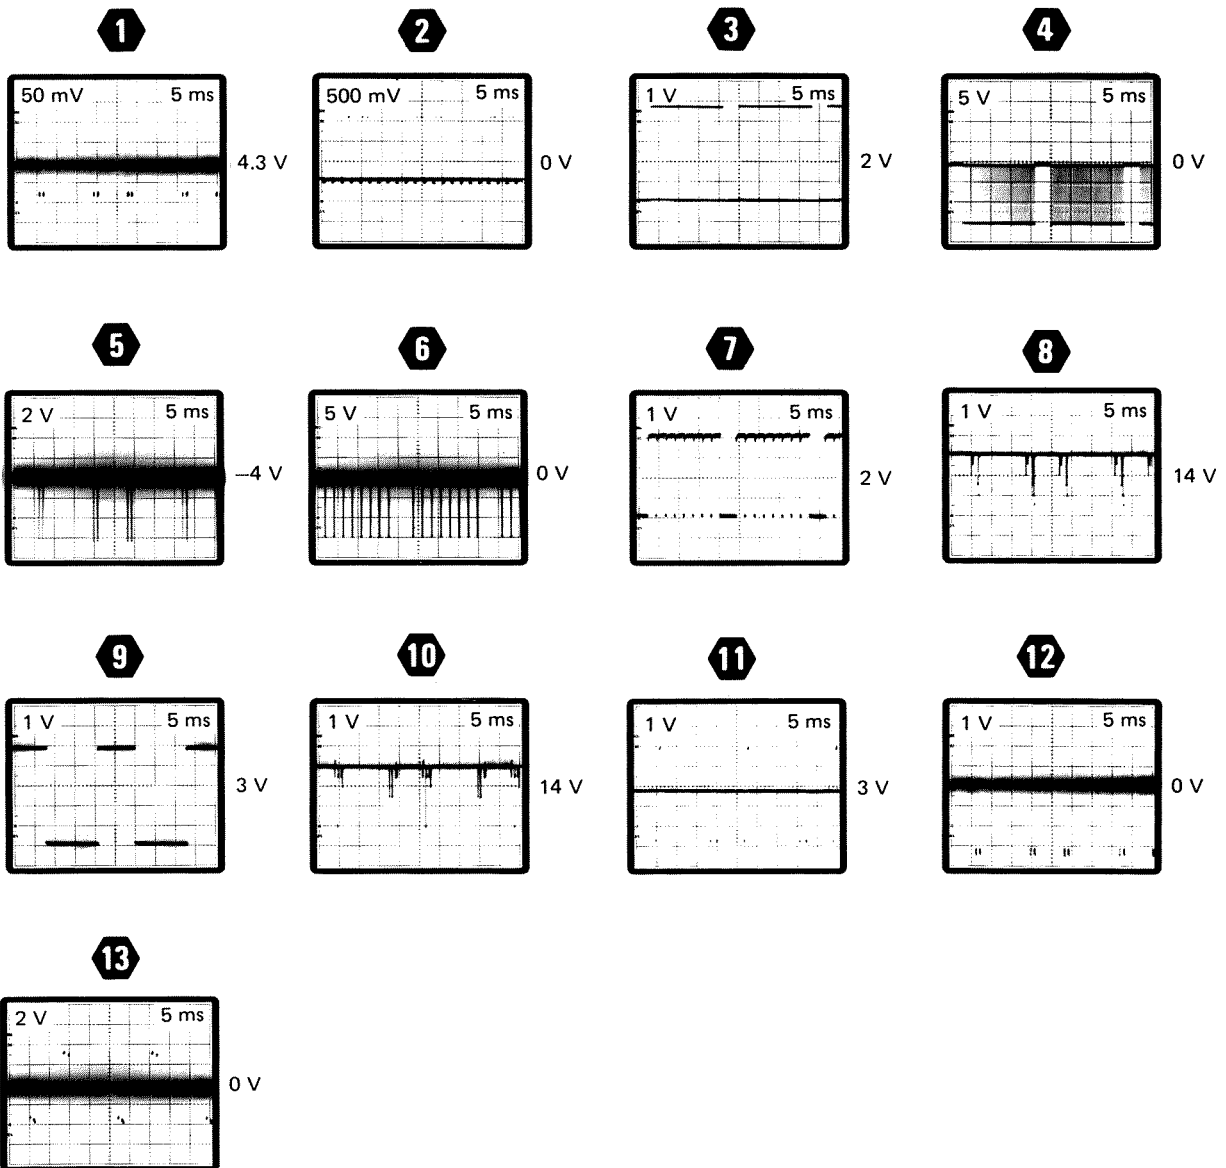 1 2 3 4
50 mV 5 ms 4.3 V
500 mV 5 ms 0 V
1 V 5 ms 2 V
5 V 5 ms 0 V
5 6 7 8
2 V 5 ms −4 V
5 V 5 ms 0 V
1 V 5 ms 2 V
1 V 5 ms 14 V
9 10 11 12
1 V 5 ms 3 V
1 V 5 ms 14 V
1 V 5 ms 3 V
1 V 5 ms 0 V
13
2 V 5 ms 0 V